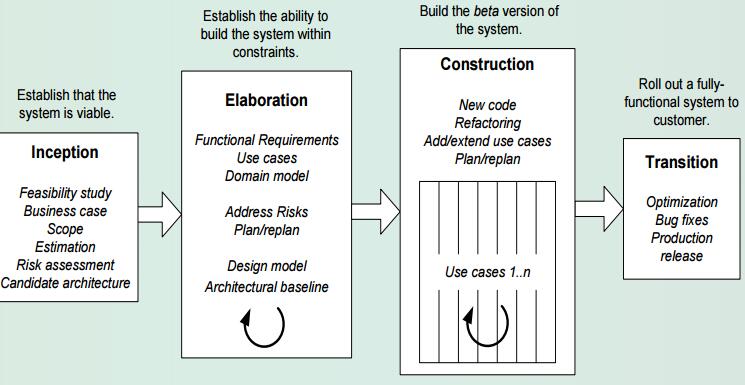 Establish that the
system is viable.
Inception
Feasibility study
Business case
Scope
Estimation
Risk assessment
Candidate architecture
Establish the ability to
build the system within
constraints.
Elaboration
Functional Requirements
Use cases
Domain model
Address Risks
Plan/replan
Design model
Architectural baseline
Build the beta version of
the system.
Construction
New code
Refactoring
Add/extend use cases
Plan/replan
Use cases 1..n
Roll out a fully-
functional system to
customer.
Transition
Optimization
Bug fixes
Production
release